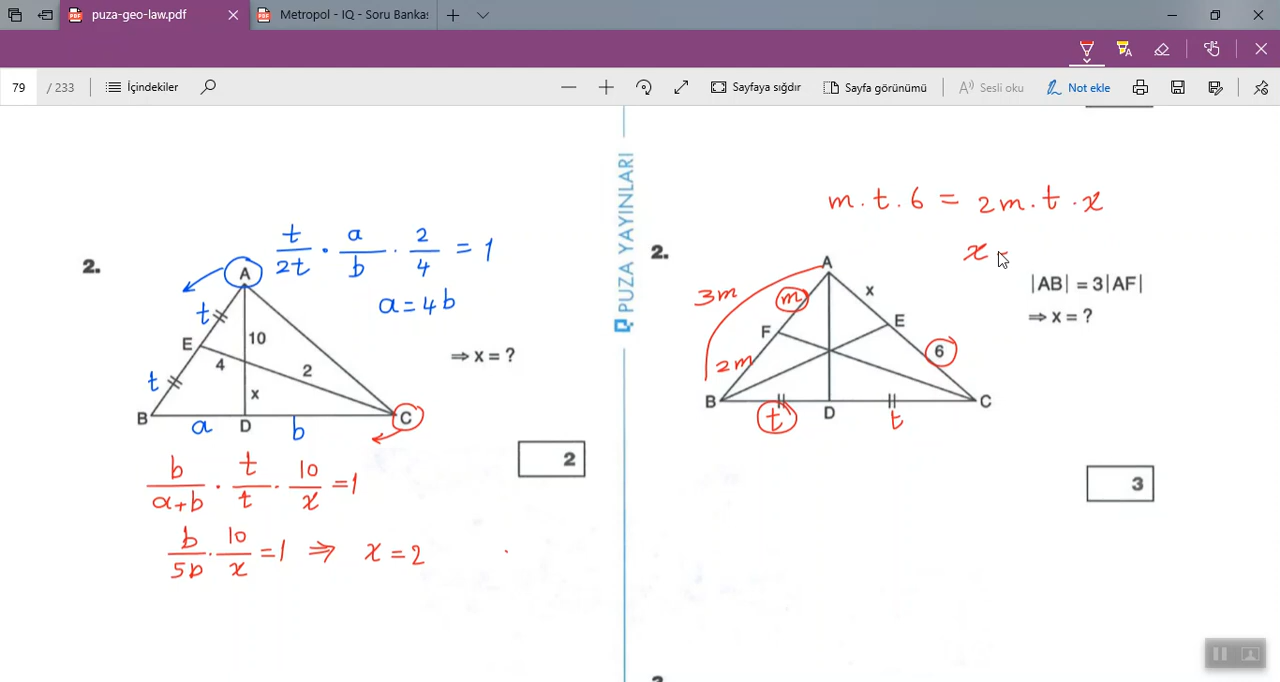 puza-geo-law.pdf
Metropol - IQ - Soru Bankas
79 / 233
İçindekiler
Sayfaya sığdır
Sayfa görünümü
A
Sesli oku
Not ekle
2.
t/2t · a/b · 2/4 = 1
a = 4b
A
t
E
10
4
2
t
x
B
a
D
b
C
⇒ x = ?
2
b/a+b · t/t · 10/x = 1
b/5b · 10/x = 1 ⇒ x = 2
PUZA YAYINLARI
m . t . 6 = 2m . t . x
x
2.
A
3m
m
x
F
E
2m
6
B
t
D
t
C
|AB| = 3|AF|
⇒ x = ?
3